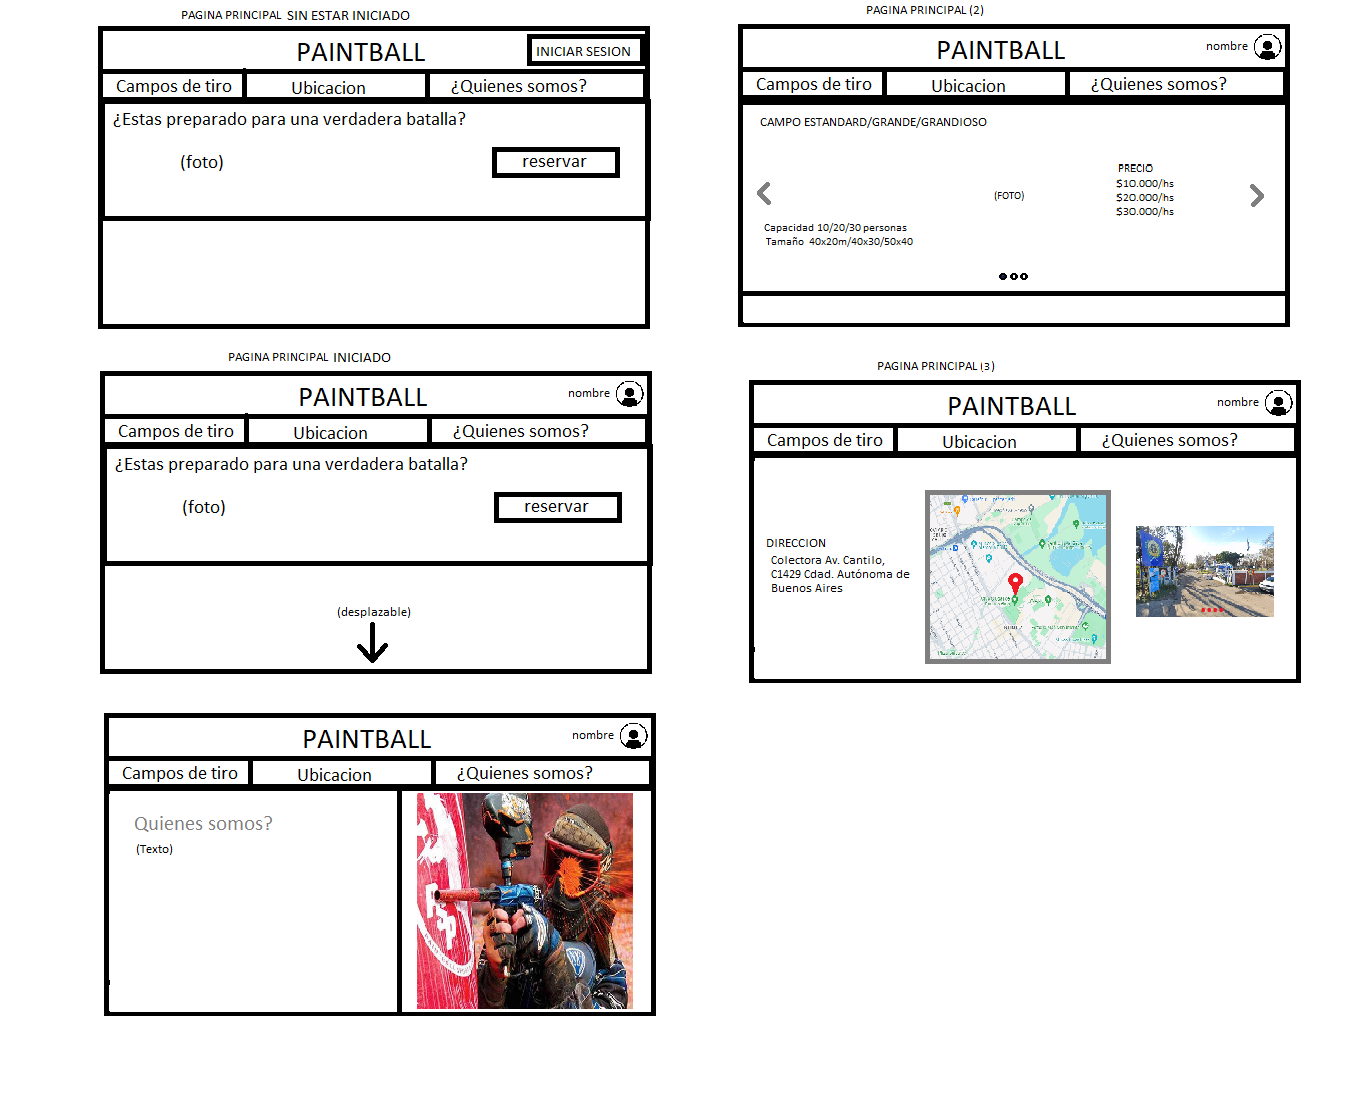 PAGINA PRINCIPAL SIN ESTAR INICIADO
PAINTBALL
INICIAR SESION
Campos de tiro
Ubicacion
¿Quienes somos?
¿Estas preparado para una verdadera batalla?
(foto)
reservar
PAGINA PRINCIPAL (2)
PAINTBALL
nombre
Campos de tiro
Ubicacion
¿Quienes somos?
CAMPO ESTANDARD/GRANDE/GRANDIOSO
PRECIO
$10.000/hs
$20.000/hs
$30.000/hs
(FOTO)
Capacidad 10/20/30 personas
Tamaño 40x20m/40x30/50x40
PAGINA PRINCIPAL INICIADO
PAINTBALL
nombre
Campos de tiro
Ubicacion
¿Quienes somos?
¿Estas preparado para una verdadera batalla?
(foto)
reservar
(desplazable)
PAGINA PRINCIPAL (3)
PAINTBALL
nombre
Campos de tiro
Ubicacion
¿Quienes somos?
DIRECCION
Colectora Av. Cantilo,
C1429 Cdad. Autónoma de
Buenos Aires
PAINTBALL
nombre
Campos de tiro
Ubicacion
¿Quienes somos?
Quienes somos?
(Texto)